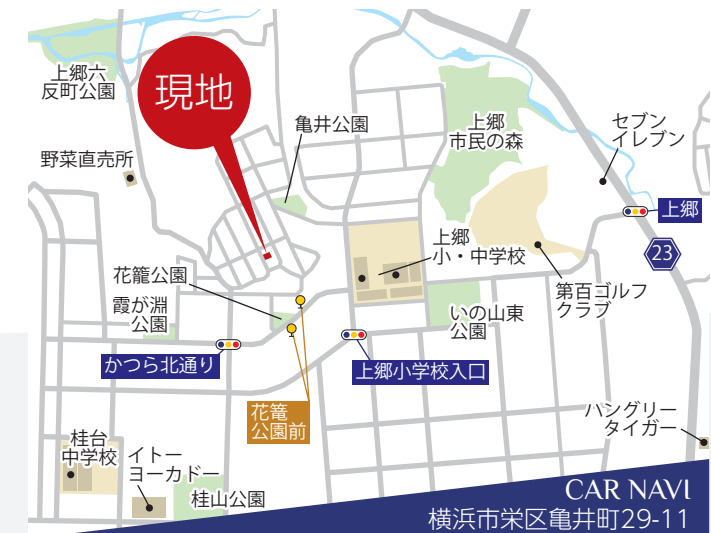 上郷六
反町公園
現地
亀井公園
上郷
市民の森
セブン
イレブン
野菜直売所
上郷
23
上郷
小・中学校
花籠公園
霞が淵
公園
第百ゴルフ
クラブ
いの山東
公園
かつら北通り
上郷小学校入口
花篭
公園前
ハングリー
タイガー
桂台
中学校
イトー
ヨーカドー
桂山公園
CAR NAVI
横浜市栄区亀井町29-11